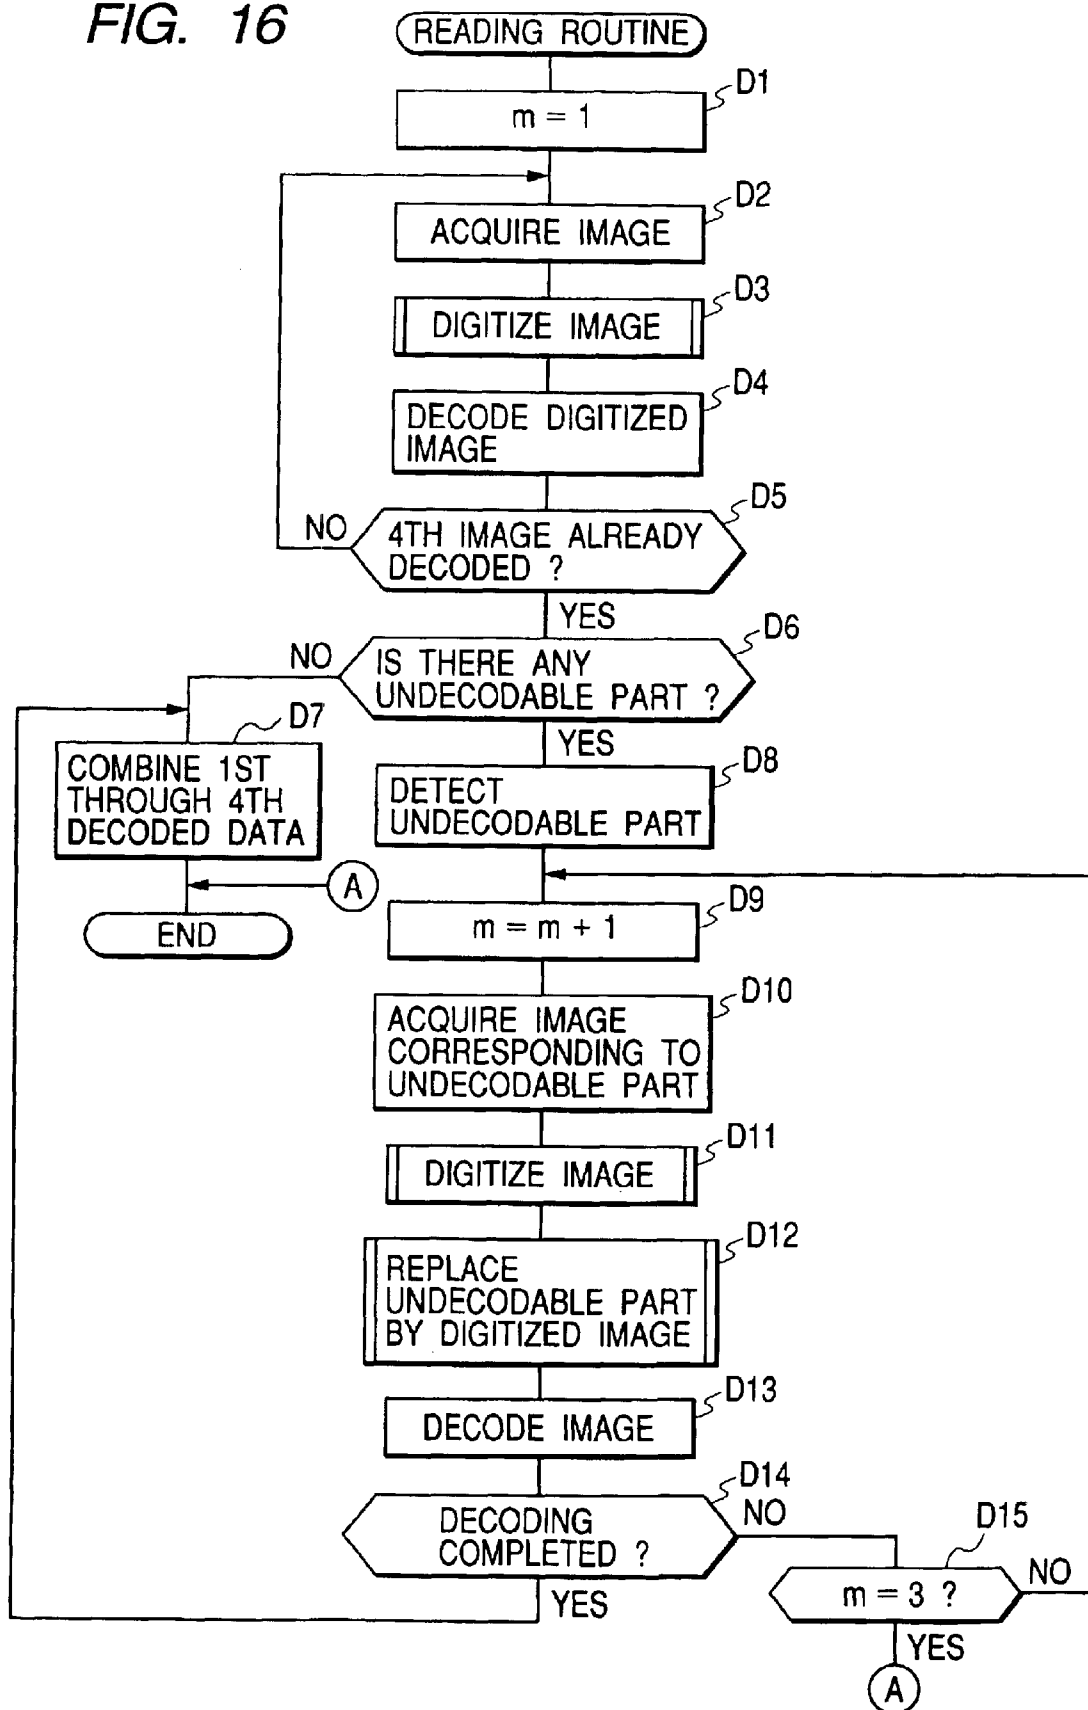 FIG. 16
READING ROUTINE
D1
m = 1
D2
ACQUIRE IMAGE
D3
DIGITIZE IMAGE
D4
DECODE DIGITIZED
IMAGE
D5
NO
4TH IMAGE ALREADY
DECODED ?
YES
D6
NO
IS THERE ANY
UNDECODABLE PART ?
YES
D7
COMBINE 1ST
THROUGH 4TH
DECODED DATA
D8
DETECT
UNDECODABLE PART
A
END
D9
m = m + 1
D10
ACQUIRE IMAGE
CORRESPONDING TO
UNDECODABLE PART
D11
DIGITIZE IMAGE
D12
REPLACE
UNDECODABLE PART
BY DIGITIZED IMAGE
D13
DECODE IMAGE
D14
DECODING
COMPLETED ?
NO
YES
D15
m = 3 ?
NO
YES
A